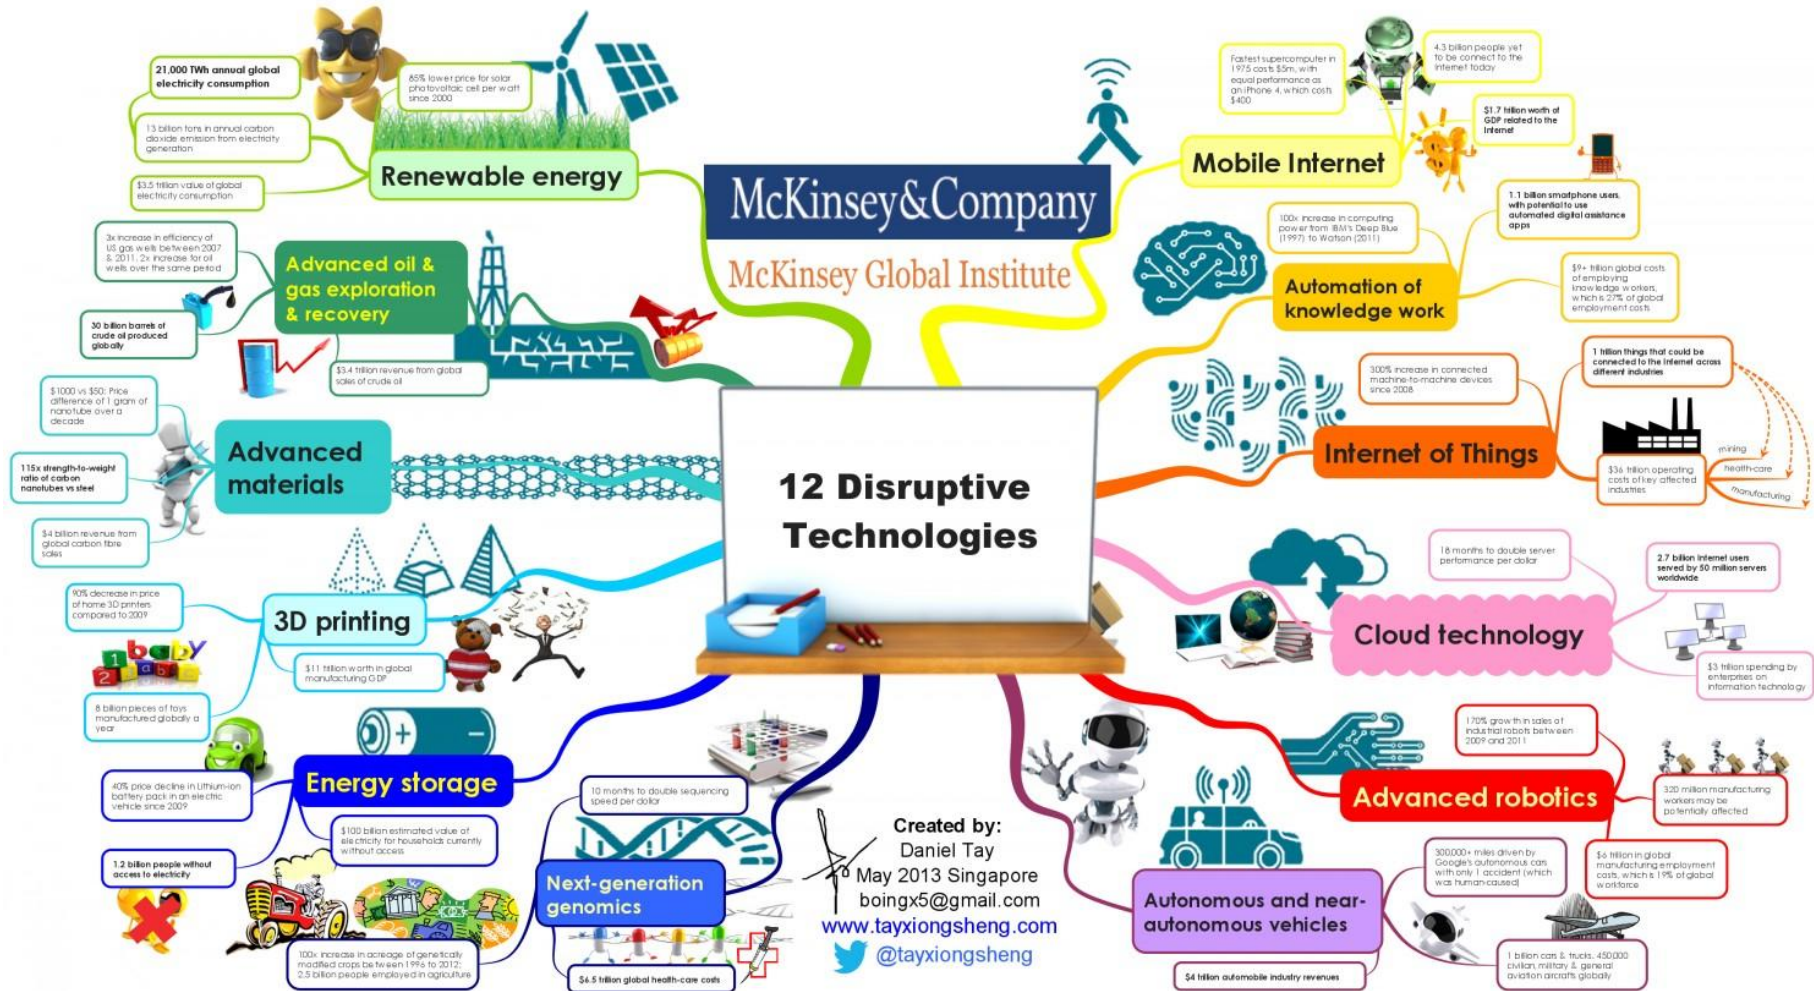 McKinsey&Company
McKinsey Global Institute
12 Disruptive
Technologies
Mobile Internet
Fastest supercomputer in
1975 costs $5m, with
equal performance as
an iPhone 4, which costs
$400
4.3 billion people yet
to be connect to the
Internet today
$1.7 trillion worth of
GDP related to the
Internet
Automation of
knowledge work
100x increase in computing
power from IBM's Deep Blue
(1997) to Watson (2011)
1.1 billion smartphone users,
with potential to use
automated digital assistance
apps
$9+ trillion global costs
of employing
knowledge workers,
which is 27% of global
employment costs
Internet of Things
300% increase in connected
machine-to-machine devices
since 2008
1 trillion things that could be
connected to the Internet across
different industries
$36 trillion operating
costs of key affected
industries
mining
health-care
manufacturing
Cloud technology
18 months to double server
performance per dollar
2.7 billion Internet users
served by 50 million servers
worldwide
$3 trillion spending by
enterprises on
information technology
Advanced robotics
170% growth in sales of
industrial robots between
2009 and 2011
320 million manufacturing
workers may be
potentially affected
$6 trillion in global
manufacturing employment
costs, which is 19% of global
workforce
Autonomous and near-
autonomous vehicles
300,000+ miles driven by
Google's autonomous cars
with only 1 accident (which
was human-caused)
1 billion cars & trucks. 450,000
civilian, military & general
aviation aircrafts globally
$4 trillion automobile industry revenues
Next-generation
genomics
10 months to double sequencing
speed per dollar
100x increase in acreage of genetically
modified crops between 1996 to 2012;
2.5 billion people employed in agriculture
$6.5 trillion global health-care costs
Energy storage
40% price decline in Lithium-ion
battery pack in an electric
vehicle since 2009
$100 billion estimated value of
electricity for households currently
without access
1.2 billion people without
access to electricity
3D printing
90% decrease in price
of home 3D printers
compared to 2009
$11 trillion worth in global
manufacturing GDP
8 billion pieces of toys
manufactured globally a
year
baby
1
2
a
b
c
Advanced
materials
$1000 vs $50: Price
difference of 1 gram of
nanotube over a
decade
115x strength-to-weight
ratio of carbon
nanotubes vs steel
$4 billion revenue from
global carbon fibre
sales
Advanced oil &
gas exploration
& recovery
3x increase in efficiency of
US gas wells between 2007
& 2011. 2x increase for oil
wells over the same period
30 billion barrels of
crude oil produced
globally
$3.4 trillion revenue from global
sales of crude oil
Renewable energy
21,000 TWh annual global
electricity consumption
85% lower price for solar
photovoltaic cell per watt
since 2000
13 billion tons in annual carbon
dioxide emission from electricity
generation
$3.5 trillion value of global
electricity consumption
Created by:
Daniel Tay
May 2013 Singapore
boingx5@gmail.com
www.tayxiongsheng.com
@tayxiongsheng